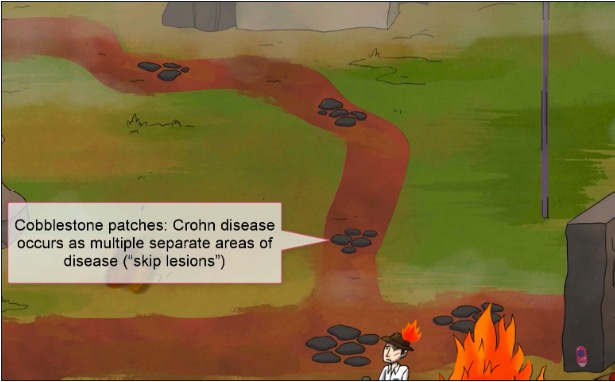 Cobblestone patches: Crohn disease
occurs as multiple separate areas of
disease (“skip lesions”)